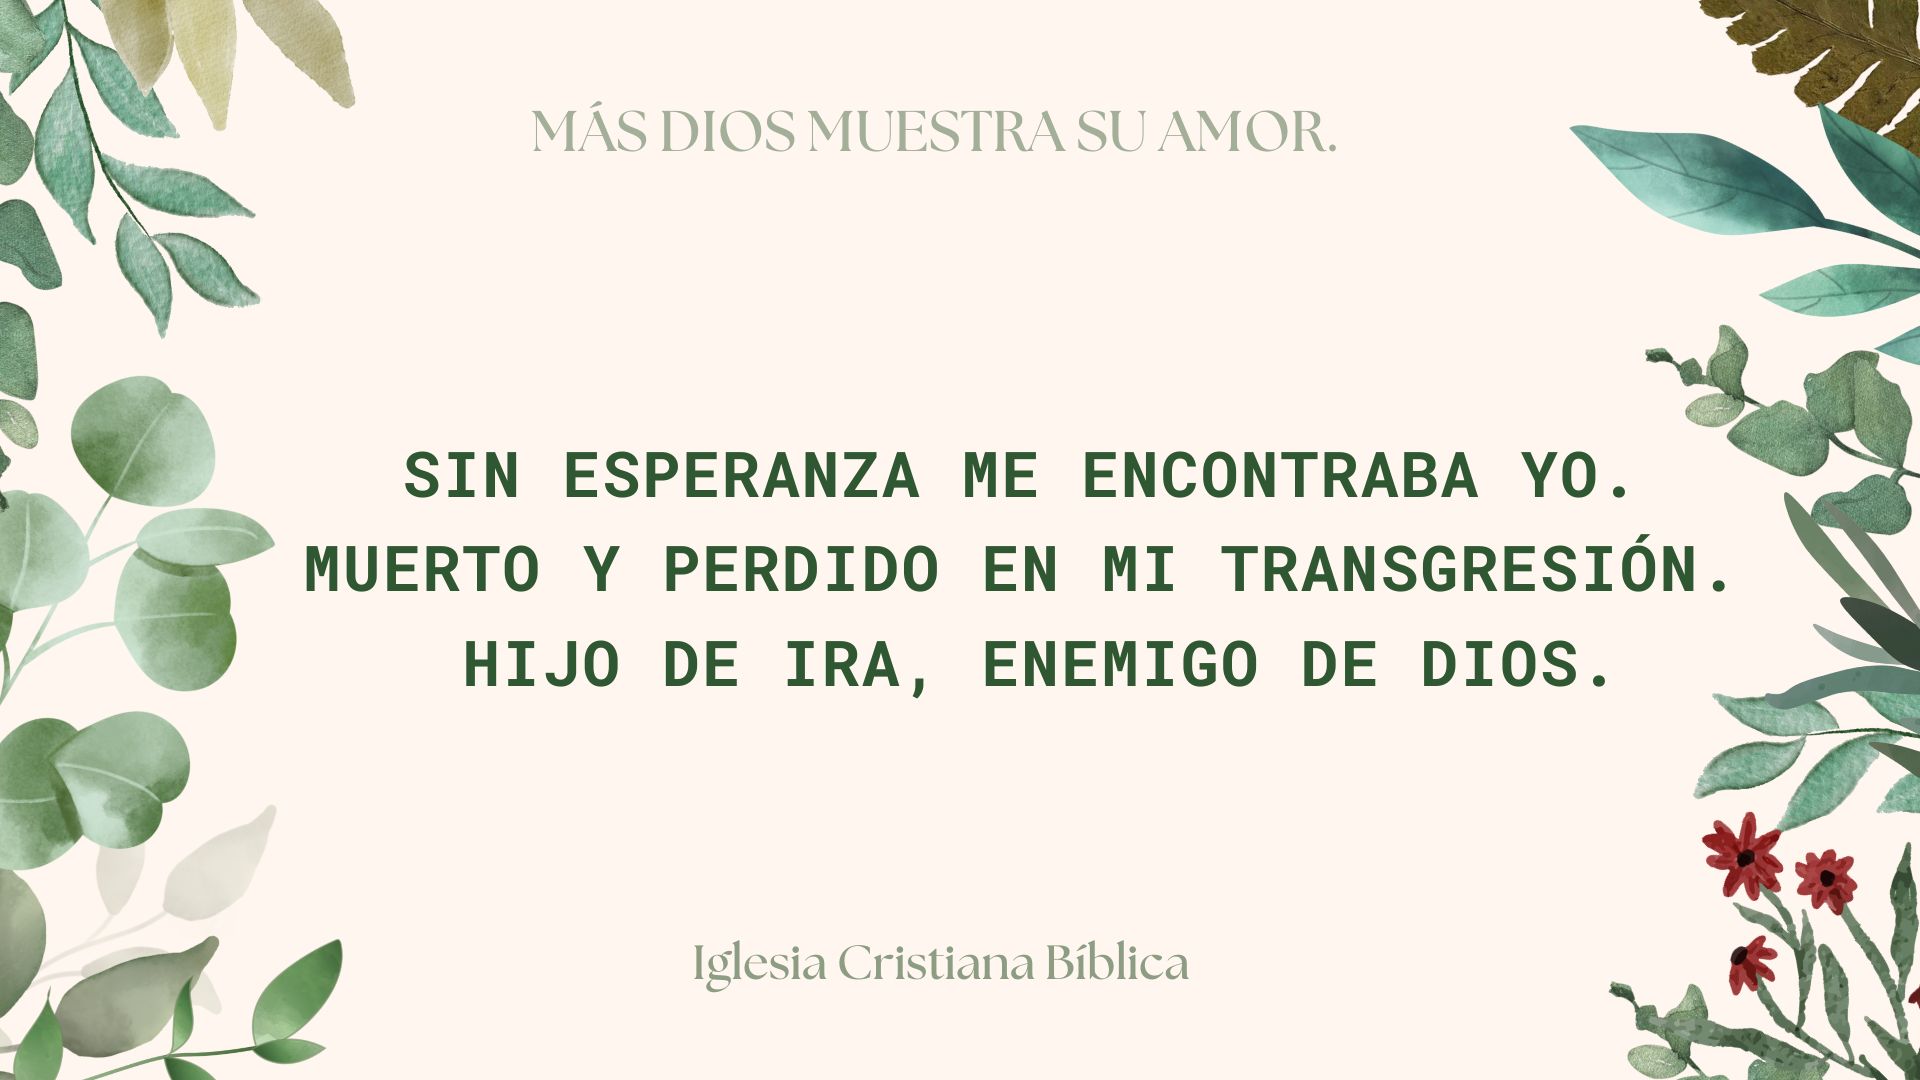 MÁS DIOS MUESTRA SU AMOR.
SIN ESPERANZA ME ENCONTRABA YO.
MUERTO Y PERDIDO EN MI TRANSGRESIÓN.
HIJO DE IRA, ENEMIGO DE DIOS.
Iglesia Cristiana Bíblica